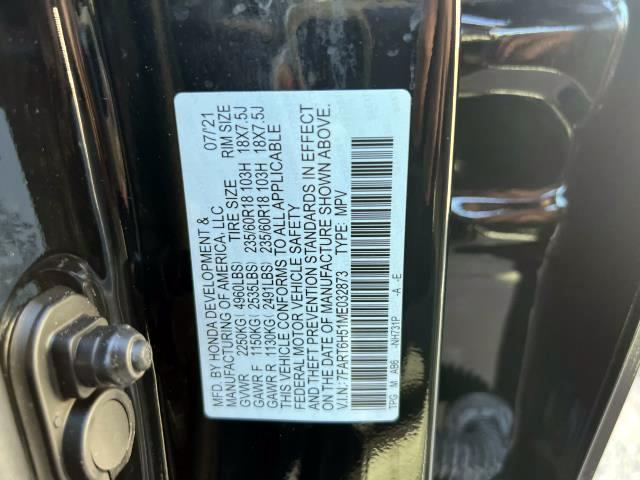 MFD. BY HONDA DEVELOPMENT & 07/'21
MANUFACTURING OF AMERICA, LLC TIRE SIZE RIM SIZE
GVWR 2250KG( 4960LBS)
GAWR F 1150KG( 2535LBS) 235/60R18 103H 18X7.5J
GAWR R 1130KG( 2491LBS) 235/60R18 103H 18X7.5J
THIS VEHICLE CONFORMS TO ALL APPLICABLE
FEDERAL MOTOR VEHICLE SAFETY
AND THEFT PREVENTION STANDARDS IN EFFECT
ON THE DATE OF MANUFACTURE SHOWN ABOVE.
V.I.N.: 7FART6H51ME032873 TYPE: MPV
TPG M AB6 -NH731P -A -E